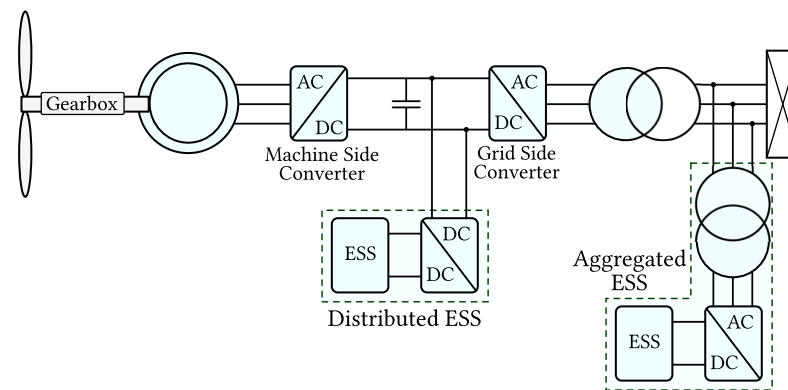 Gearbox
AC
DC
Machine Side
Converter
AC
DC
Grid Side
Converter
ESS
DC
DC
Distributed ESS
Aggregated
ESS
ESS
AC
DC